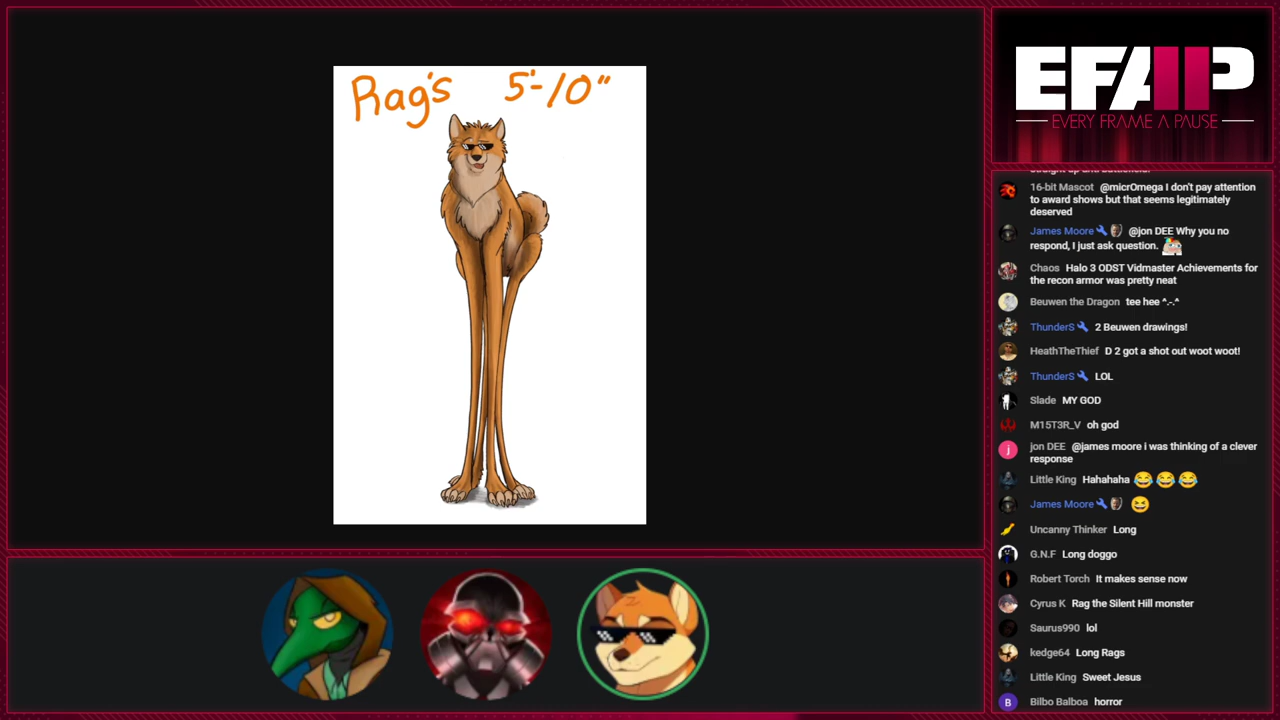 Rag's 5'-10"
EFAP
EVERY FRAME A PAUSE
16-bit Mascot @micrOmega I don't pay attention
to award shows but that seems legitimately
deserved
James Moore @jon DEE Why you no
respond, I just ask question.
Chaos Halo 3 ODST Vidmaster Achievements for
the recon armor was pretty neat
Beuwen the Dragon tee hee ^.-.^
ThunderS 2 Beuwen drawings!
HeathTheThief D 2 got a shot out woot woot!
ThunderS LOL
Slade MY GOD
M15T3R_V oh god
j
jon DEE @james moore i was thinking of a clever
response
Little King Hahahaha
James Moore
Uncanny Thinker Long
G.N.F Long doggo
Robert Torch It makes sense now
Cyrus K Rag the Silent Hill monster
Saurus990 lol
kedge64 Long Rags
Little King Sweet Jesus
B
Bilbo Balboa horror